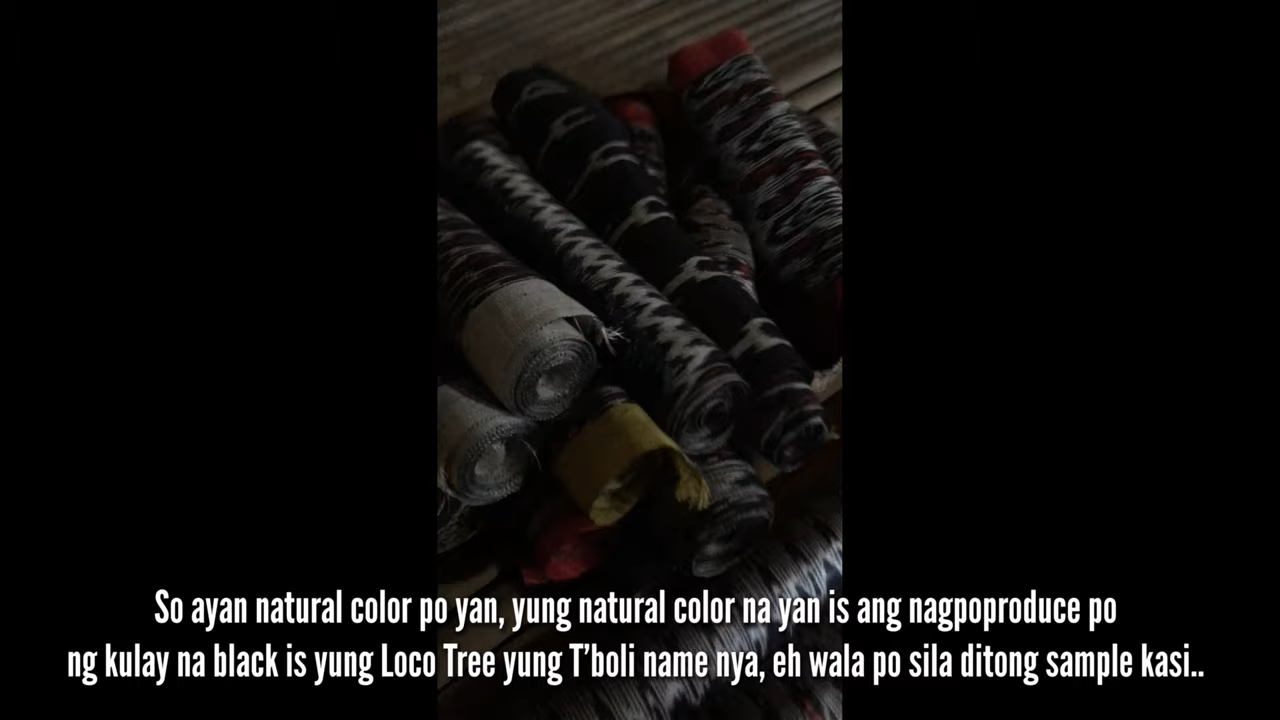 So ayan natural color po yan, yung natural color na yan is ang nagpoproduce po
ng kulay na black is yung Loco Tree yung T’boli name nya, eh wala po sila ditong sample kasi..